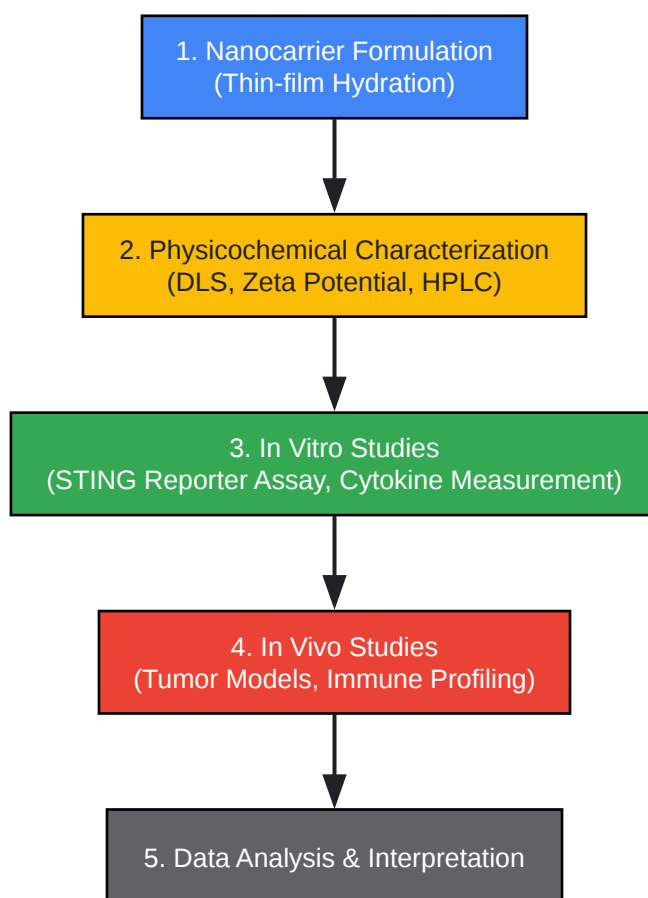 1. Nanocarrier Formulation
(Thin-film Hydration)
2. Physicochemical Characterization
(DLS, Zeta Potential, HPLC)
3. In Vitro Studies
(STING Reporter Assay, Cytokine Measurement)
4. In Vivo Studies
(Tumor Models, Immune Profiling)
5. Data Analysis & Interpretation